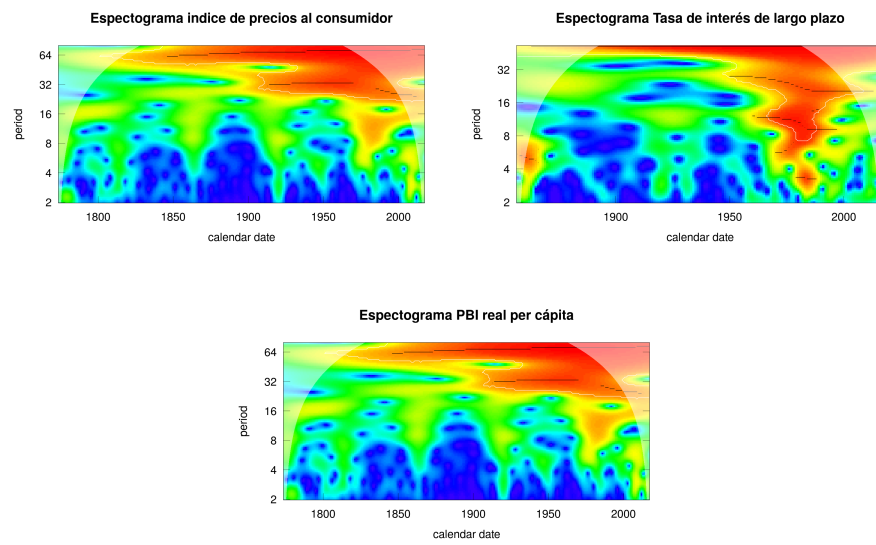 Espectograma indice de precios al consumidor
period
64
32
16
8
4
2
1800 1850 1900 1950 2000
calendar date
Espectograma Tasa de interés de largo plazo
period
32
16
8
4
2
1900 1950 2000
calendar date
Espectograma PBI real per cápita
period
64
32
16
8
4
2
1800 1850 1900 1950 2000
calendar date